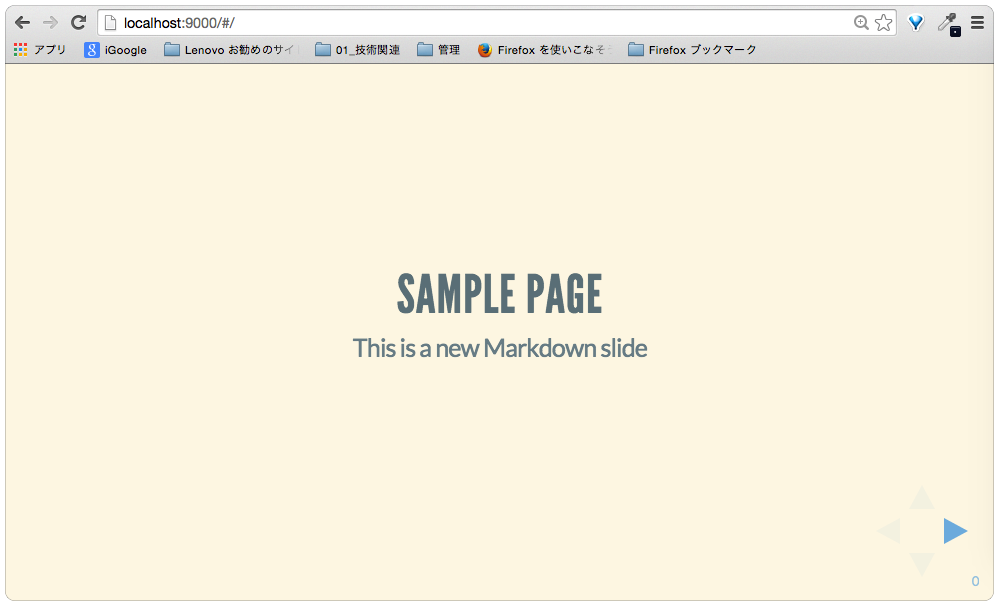 localhost:9000/#/
アプリ iGoogle Lenovo お勧めのサイ 01_技術関連 管理 Firefox を使いこなそ Firefox ブックマーク
SAMPLE PAGE
This is a new Markdown slide
0